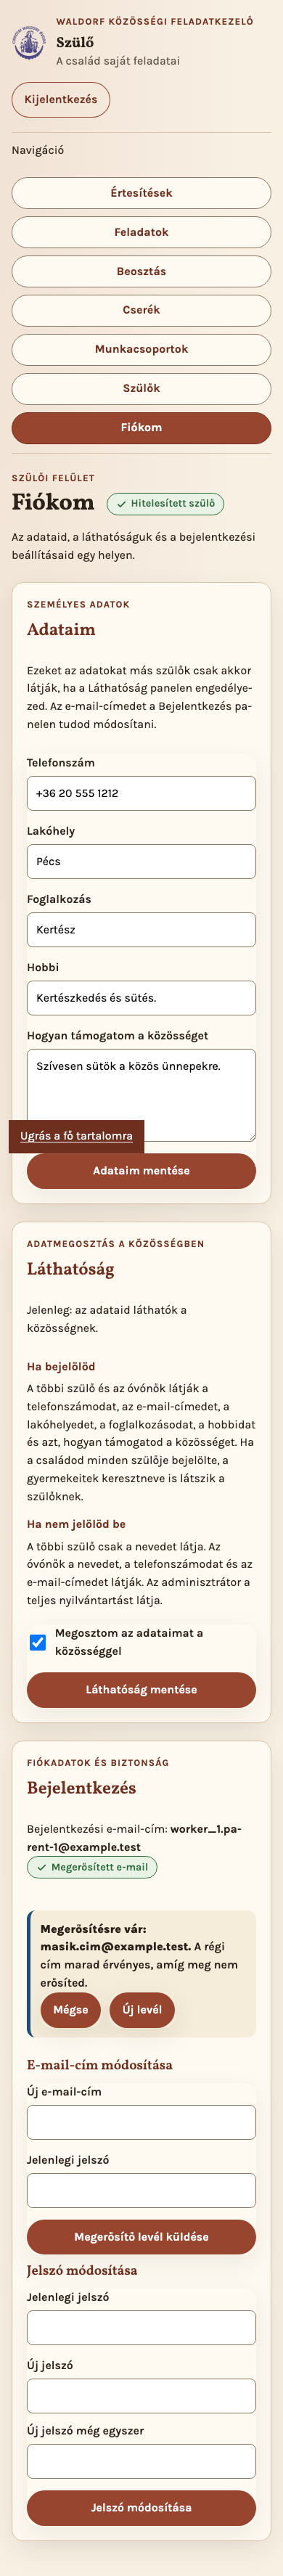 WALDORF KÖZÖSSÉGI FELADATKEZELŐ
Szülő
A család saját feladatai
Kijelentkezés
Navigáció
Értesítések
Feladatok
Beosztás
Cserék
Munkacsoportok
Szülők
Fiókom
SZÜLŐI FELÜLET
Fiókom
Hitelesített szülő
Az adataid, a láthatóságuk és a bejelentkezési
beállításaid egy helyen.
SZEMÉLYES ADATOK
Adataim
Ezeket az adatokat más szülők csak akkor
látják, ha a Láthatóság panelen engedélye-
zed. Az e-mail-címedet a Bejelentkezés pa-
nelen tudod módosítani.
Telefonszám
+36 20 555 1212
Lakóhely
Pécs
Foglalkozás
Kertész
Hobbi
Kertészkedés és sütés.
Hogyan támogatom a közösséget
Szívesen sütök a közös ünnepekre.
Ugrás a fő tartalomra
Adataim mentése
ADATMEGOSZTÁS A KÖZÖSSÉGBEN
Láthatóság
Jelenleg: az adataid láthatók a
közösségnek.
Ha bejelölöd
A többi szülő és az óvónők látják a
telefonszámodat, az e-mail-címedet, a
lakóhelyedet, a foglalkozásodat, a hobbidat
és azt, hogyan támogatod a közösséget. Ha
a családod minden szülője bejelölte, a
gyermekeitek keresztneve is látszik a
szülőknek.
Ha nem jelölöd be
A többi szülő csak a nevedet látja. Az
óvónők a nevedet, a telefonszámodat és az
e-mail-címedet látják. Az adminisztrátor a
teljes nyilvántartást látja.
Megosztom az adataimat a
közösséggel
Láthatóság mentése
FIÓKADATOK ÉS BIZTONSÁG
Bejelentkezés
Bejelentkezési e-mail-cím: worker_1.pa-
rent-1@example.test
Megerősített e-mail
Megerősítésre vár:
masik.cim@example.test. A régi
cím marad érvényes, amíg meg nem
erősíted.
Mégse
Új levél
E-mail-cím módosítása
Új e-mail-cím
Jelenlegi jelszó
Megerősítő levél küldése
Jelszó módosítása
Jelenlegi jelszó
Új jelszó
Új jelszó még egyszer
Jelszó módosítása